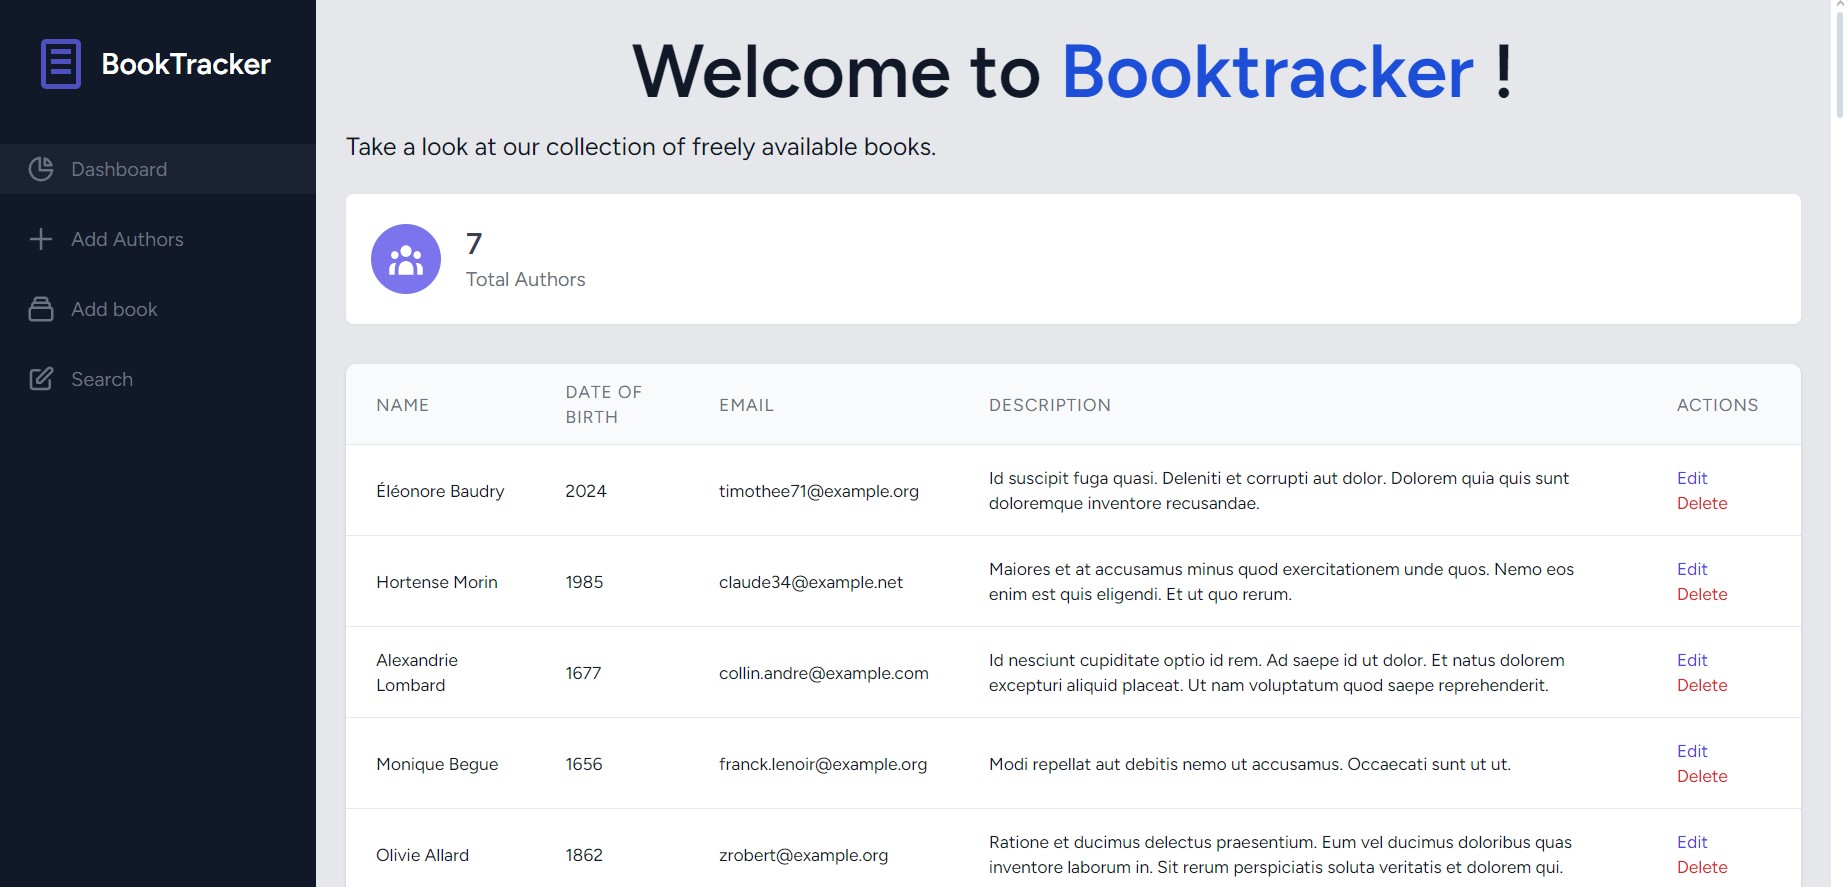 BookTracker
Dashboard
Add Authors
Add book
Search
Welcome to Booktracker !
Take a look at our collection of freely available books.
7
Total Authors
NAME
DATE OF
BIRTH
EMAIL
DESCRIPTION
ACTIONS
Éléonore Baudry
2024
timothee71@example.org
Id suscipit fuga quasi. Deleniti et corrupti aut dolor. Dolorem quia quis sunt
doloremque inventore recusandae.
Edit
Delete
Hortense Morin
1985
claude34@example.net
Maiores et at accusamus minus quod exercitationem unde quos. Nemo eos
enim est quis eligendi. Et ut quo rerum.
Edit
Delete
Alexandrie
Lombard
1677
collin.andre@example.com
Id nesciunt cupiditate optio id rem. Ad saepe id ut dolor. Et natus dolorem
excepturi aliquid placeat. Ut nam voluptatum quod saepe reprehenderit.
Edit
Delete
Monique Begue
1656
franck.lenoir@example.org
Modi repellat aut debitis nemo ut accusamus. Occaecati sunt ut ut.
Edit
Delete
Olivie Allard
1862
zrobert@example.org
Ratione et ducimus delectus praesentium. Eum vel ducimus doloribus quas
inventore laborum in. Sit rerum perspiciatis soluta veritatis et dolorem qui.
Edit
Delete